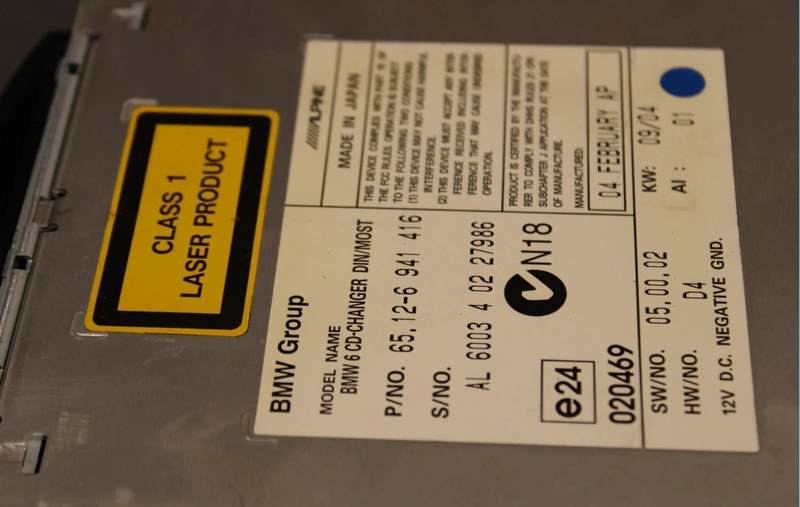 CLASS 1
LASER PRODUCT
BMW Group
MODEL NAME
BMW 6 CD-CHANGER DIN/MOST
P/NO. 65.12-6 941 416
S/NO.
AL 6003 4 02 27986
e24
N18
020469
//////ALPINE
MADE IN JAPAN
THIS DEVICE COMPLIES WITH PART 15 OF
THE FCC RULES. OPERATION IS SUBJECT
TO THE FOLLOWING TWO CONDITIONS:
(1) THIS DEVICE MAY NOT CAUSE HARMFUL
INTERFERENCE.
(2) THIS DEVICE MUST ACCEPT ANY INTER-
FERENCE RECEIVED INCLUDING INTER-
FERENCE THAT MAY CAUSE UNDESIRED
OPERATION.
PRODUCT IS CERTIFIED BY THE MANUFACTU-
RER TO COMPLY WITH DHHS RULES 21 CFR
SUBCHAPTER J APPLICATION AT THE DATE
OF MANUFACTURE.
MANUFACTURED:
04 FEBRUARY AP
SW/NO. 05.00.02 KW: 09/04
HW/NO. D4 AI: 01
12V D.C. NEGATIVE GND.